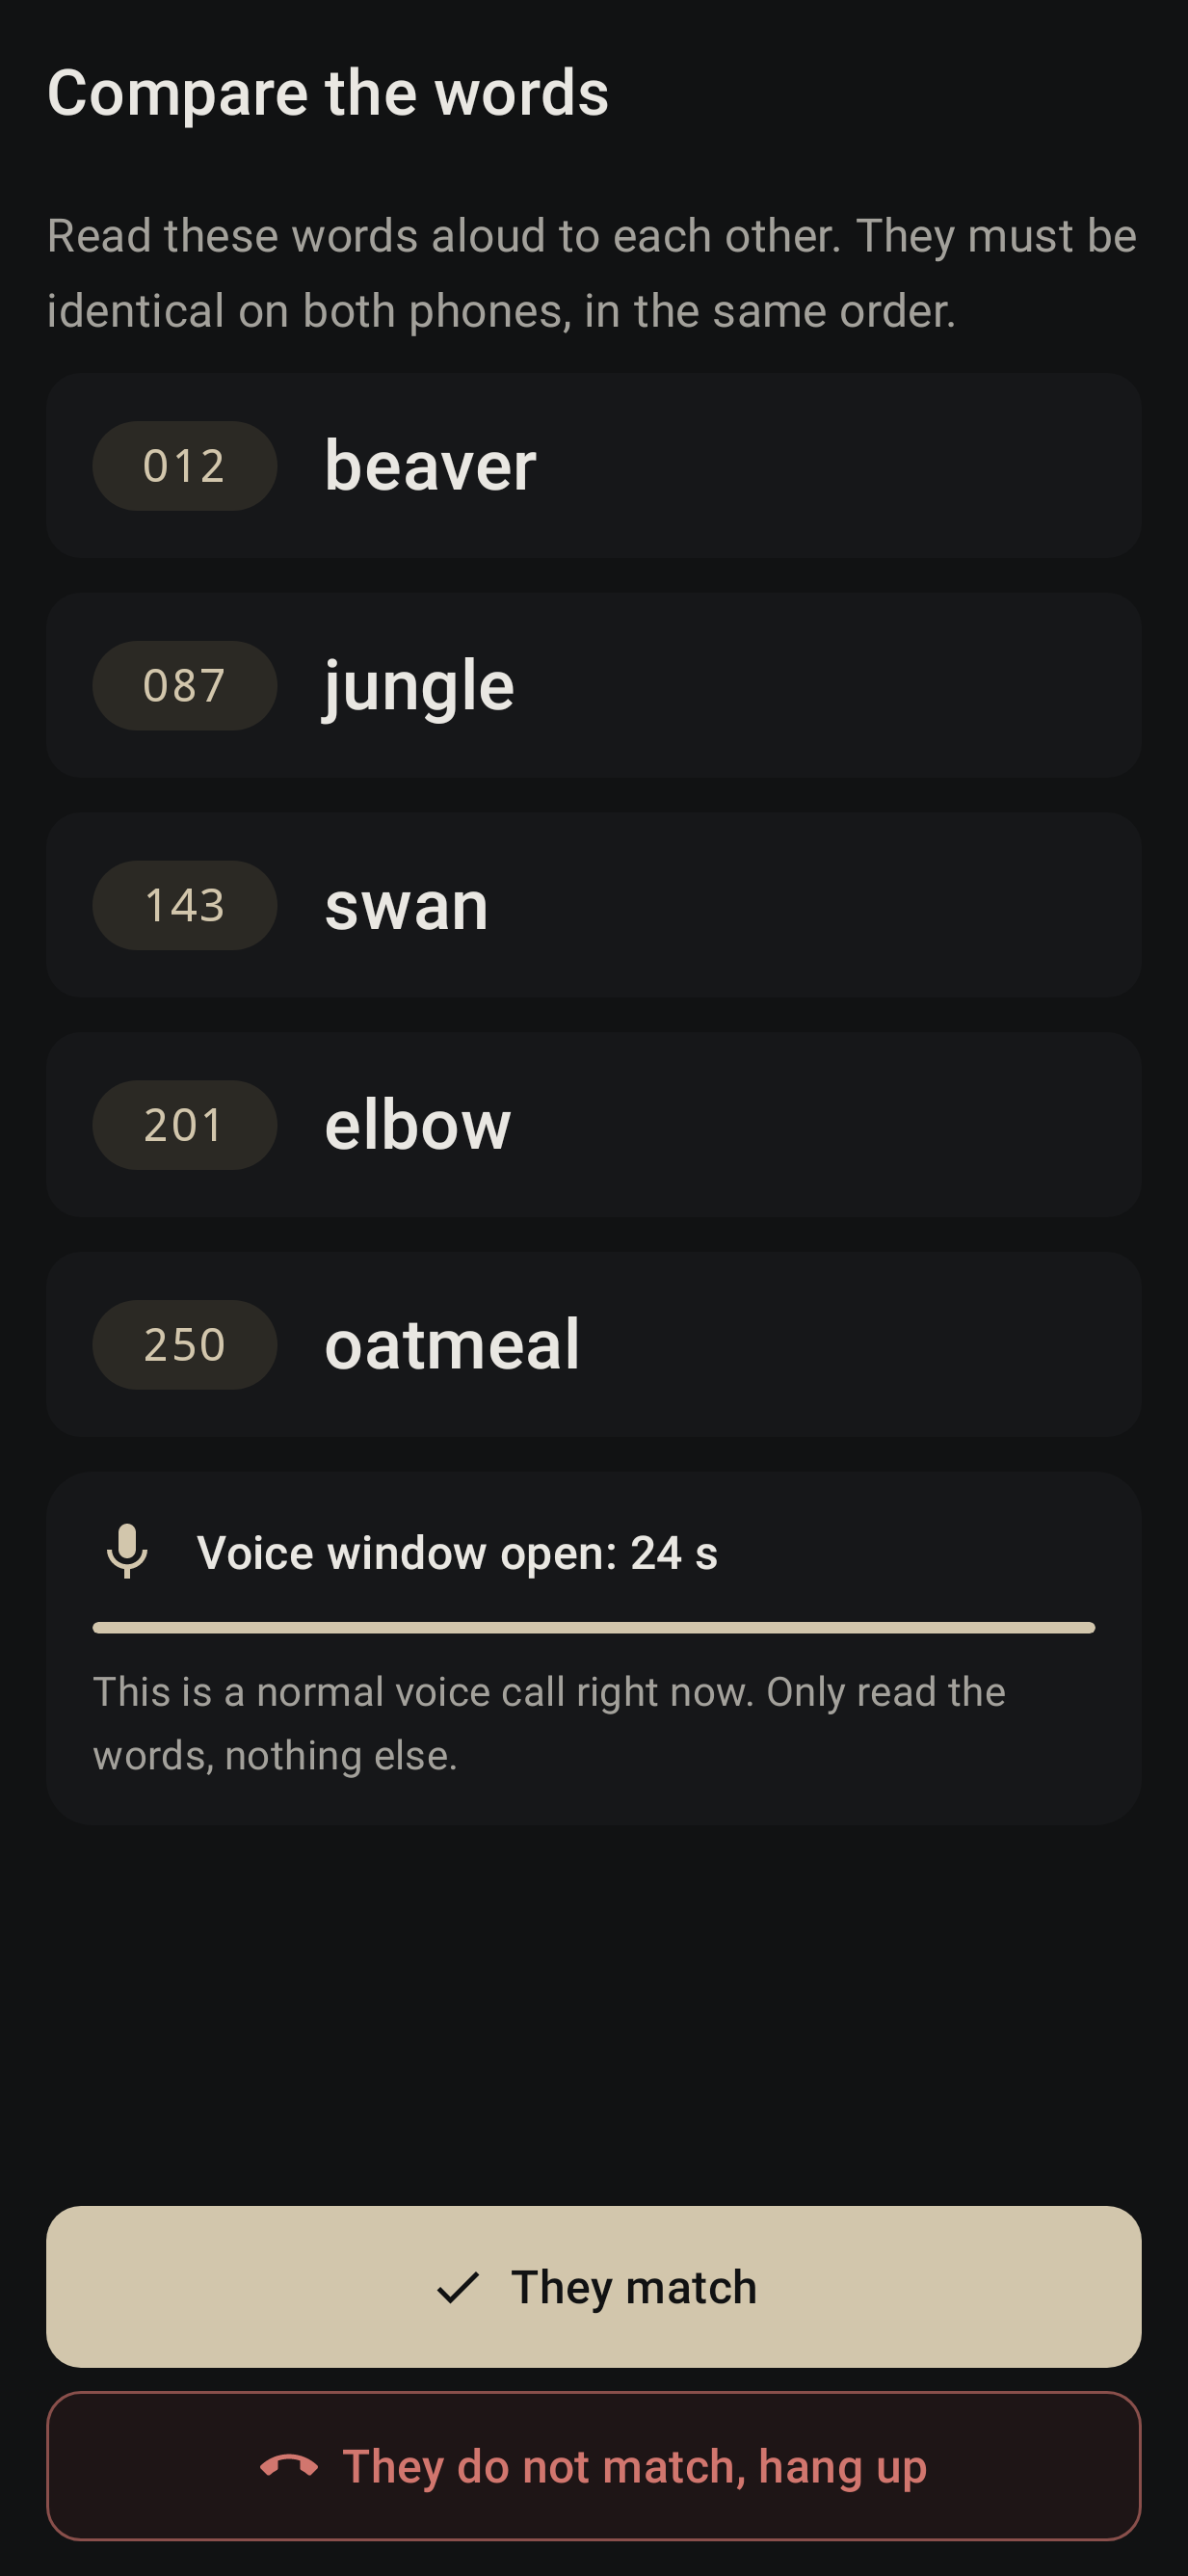 Compare the words
Read these words aloud to each other. They must be
identical on both phones, in the same order.
012 beaver
087 jungle
143 swan
201 elbow
250 oatmeal
Voice window open: 24 s
This is a normal voice call right now. Only read the
words, nothing else.
They match
They do not match, hang up